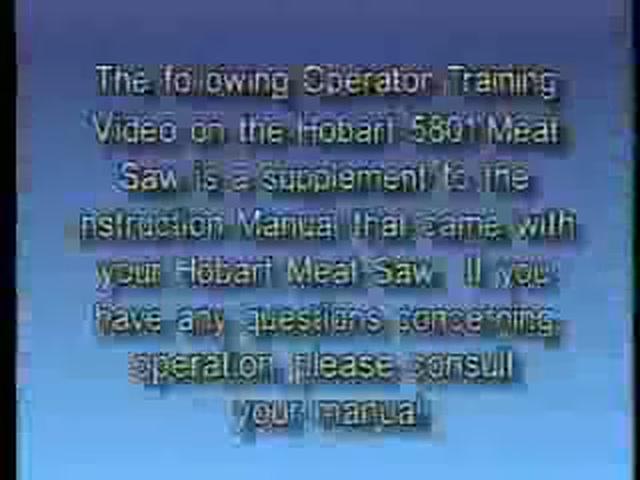 The following Operator Training
Video on the Hobart 5801 Meat
Saw is a supplement to the
Instruction Manual that came with
your Hobart Meat Saw. If you
have any questions concerning
operation please consult
your manual.